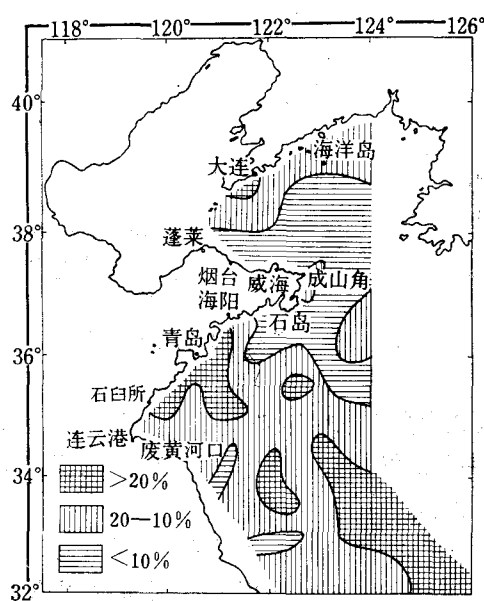 118° 120° 122° 124° 126°
40°
海洋岛
大连
38°
蓬莱
烟台 威海 成山角
海阳
石岛
青岛
36°
石臼所
连云港
废黄河口
34°
>20%
20—10%
<10%
32°